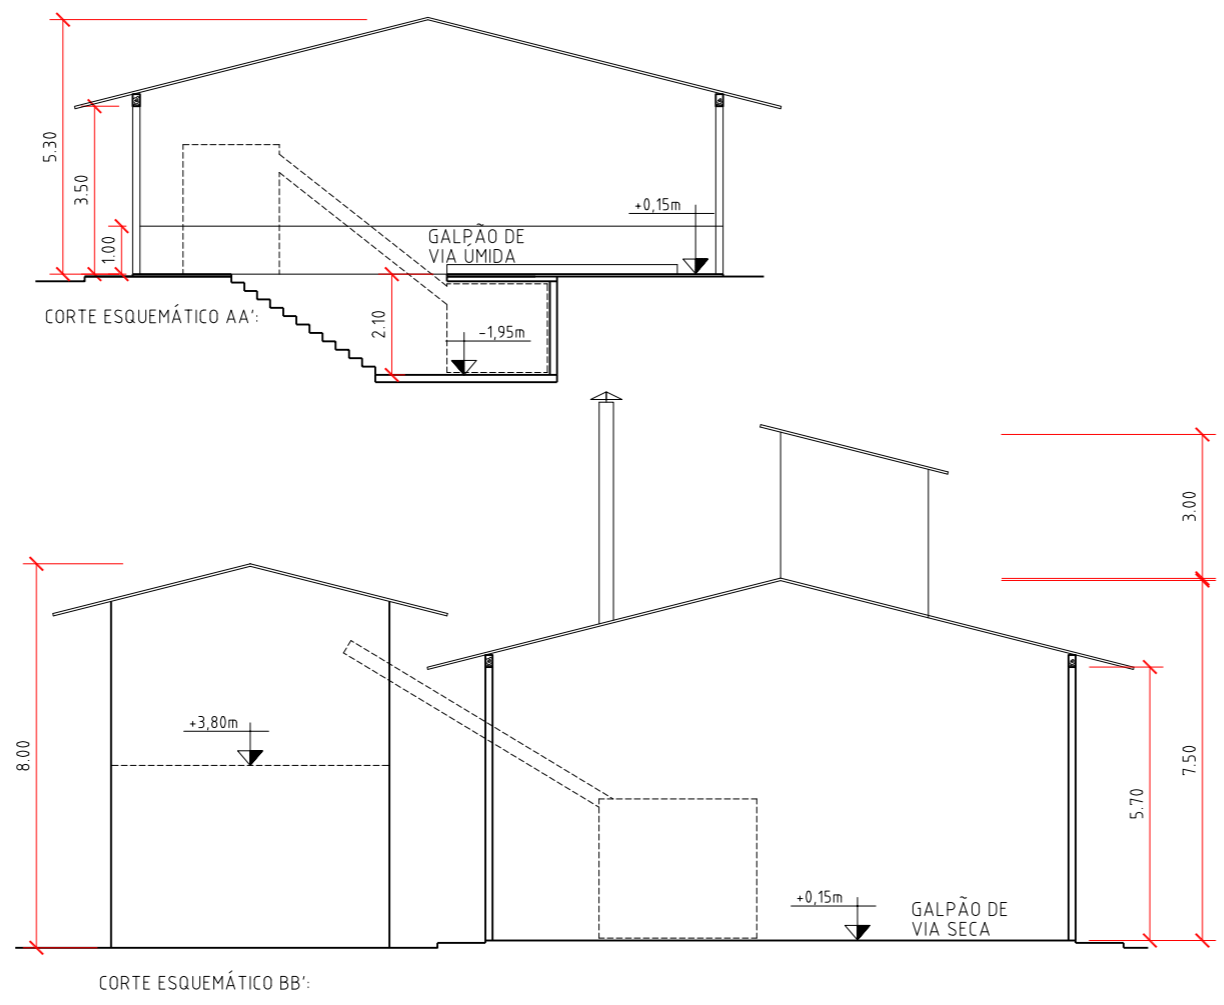 5.30
3.50
1.00
+0,15m
GALPÃO DE
VIA ÚMIDA
CORTE ESQUEMÁTICO AA':
2.10
-1,95m
3.00
8.00
+3,80m
7.50
5.70
+0,15m
GALPÃO DE
VIA SECA
CORTE ESQUEMÁTICO BB':